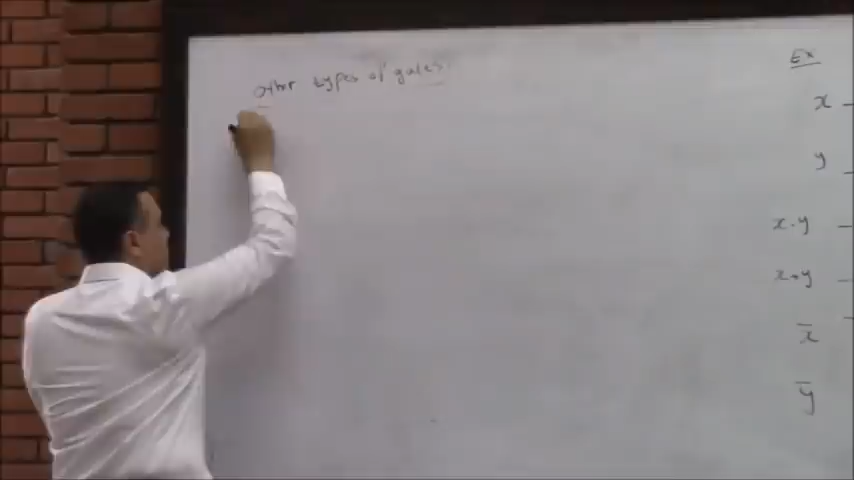 other types of gates.
Ex
x
y
x.y
x+y
x̅
y̅